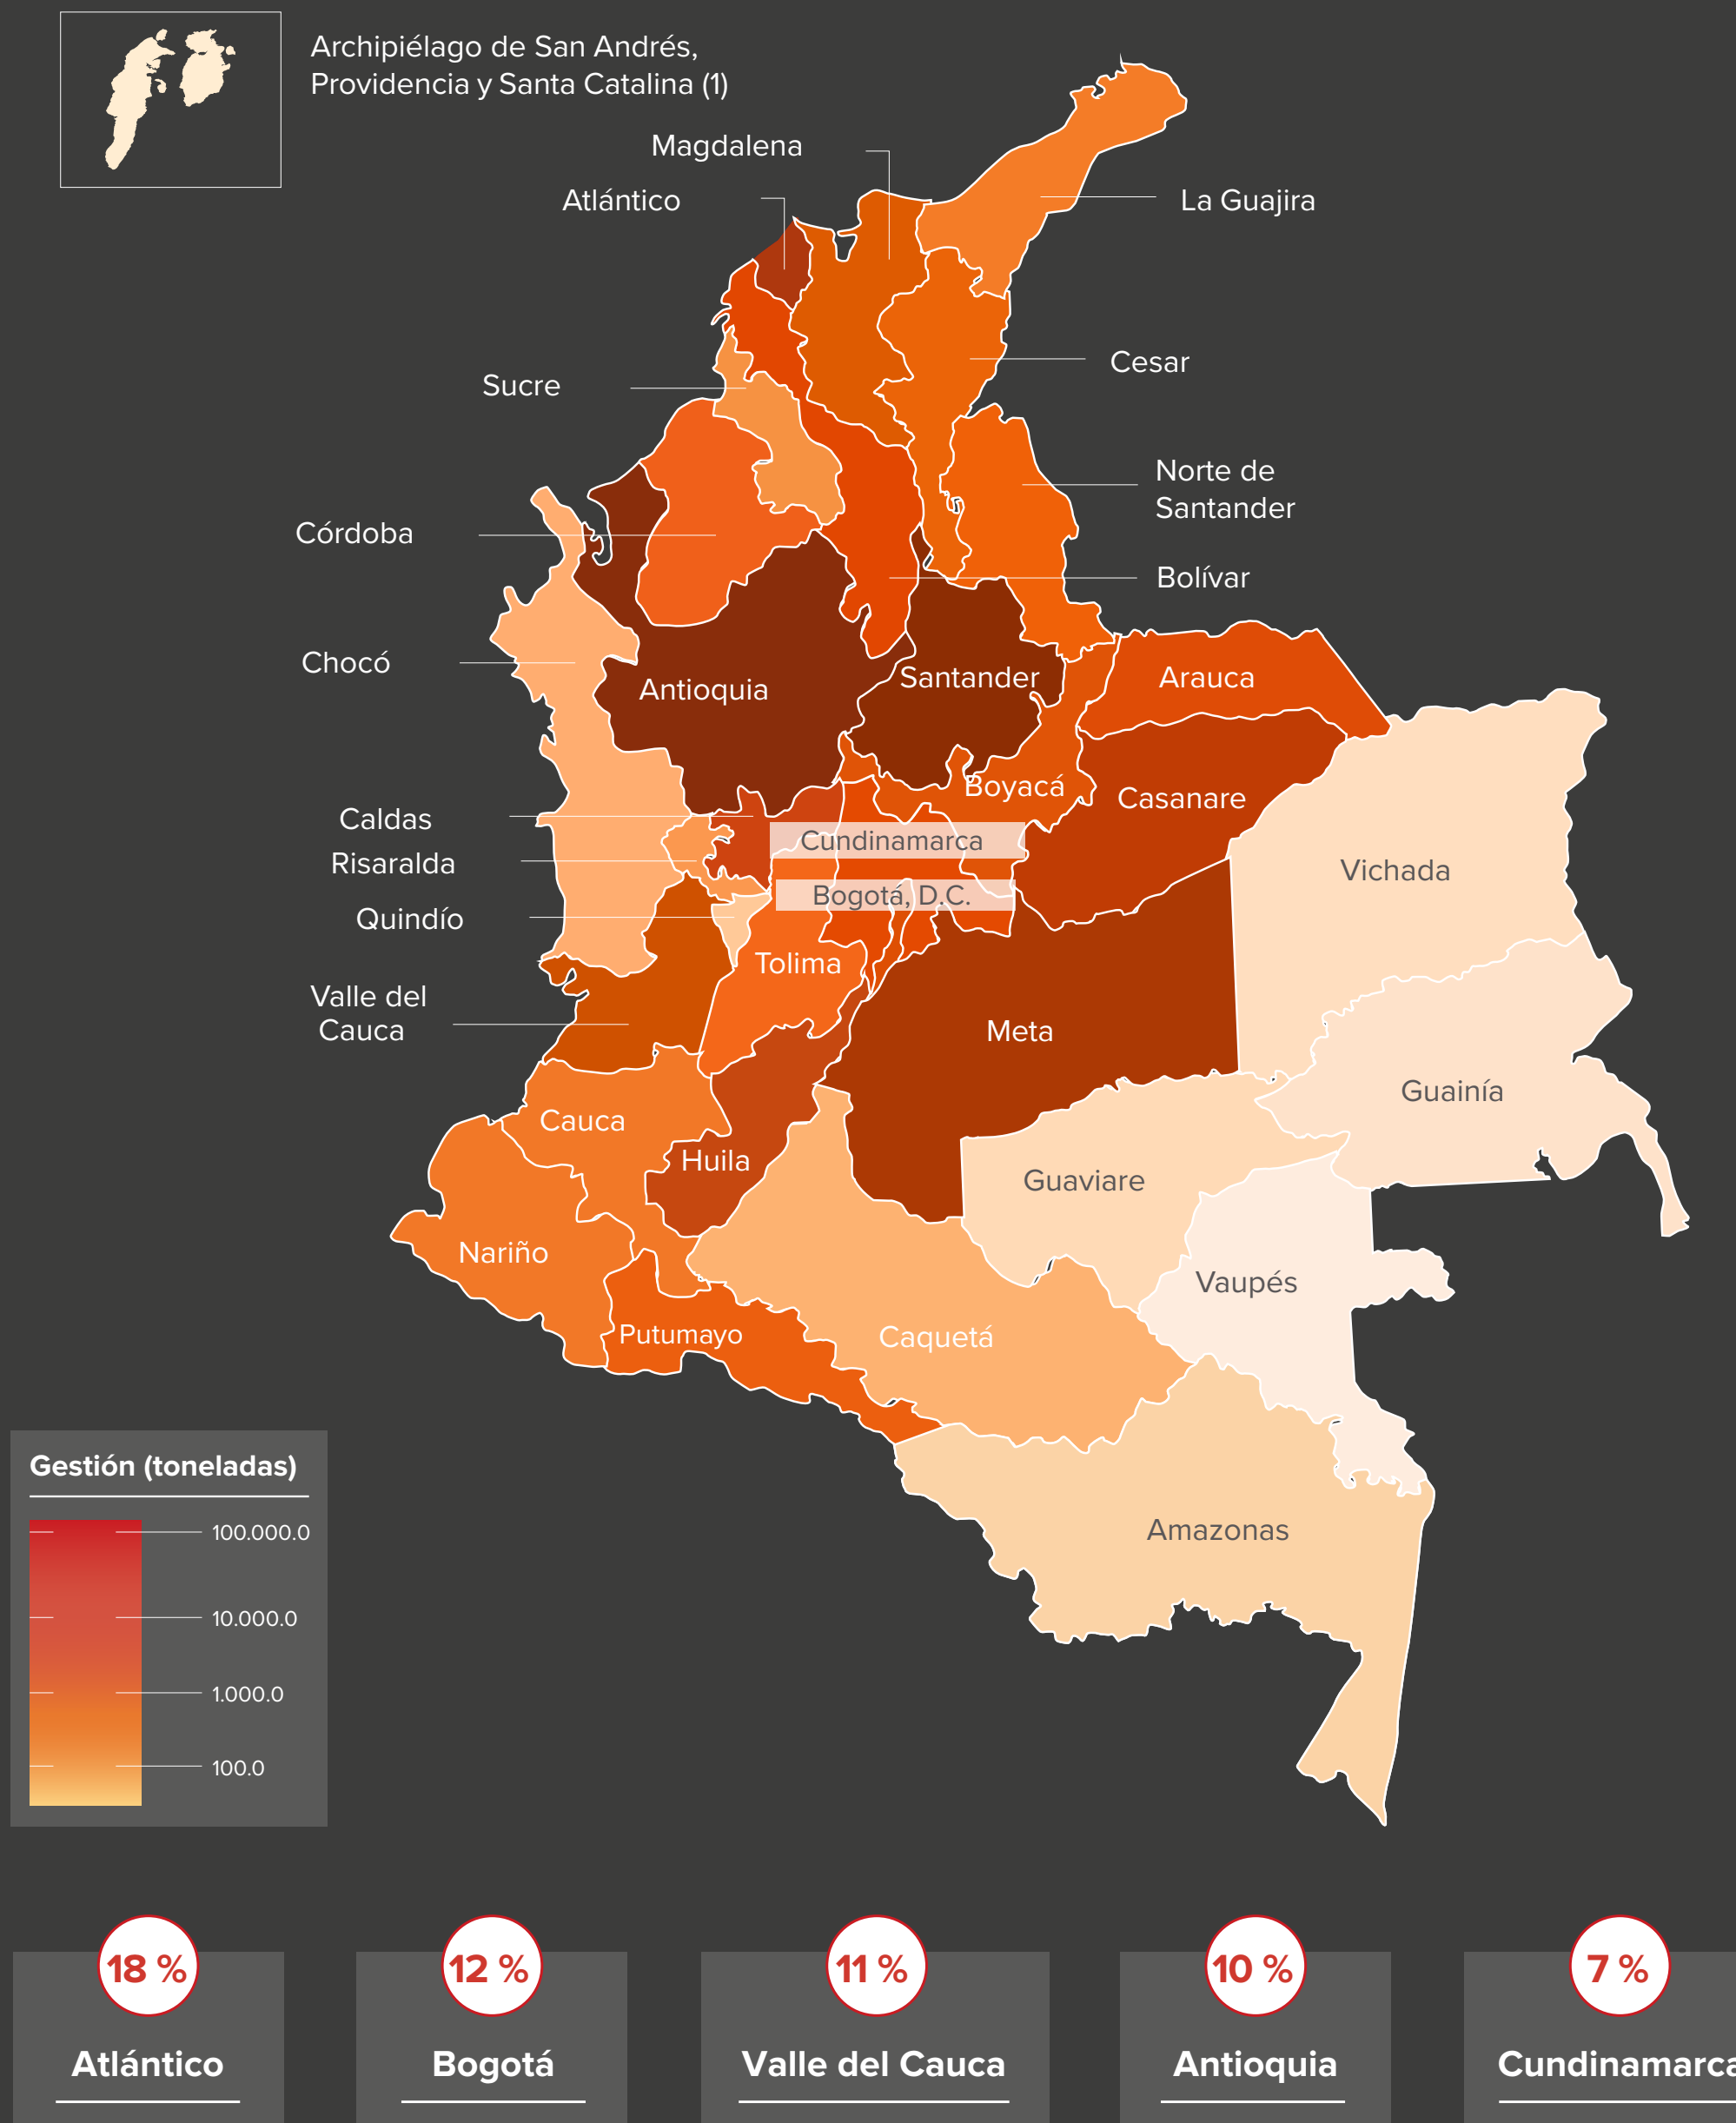 Archipiélago de San Andrés,
Providencia y Santa Catalina (1)
Magdalena
Atlántico
La Guajira
Cesar
Sucre
Norte de
Santander
Córdoba
Bolívar
Chocó
Antioquia
Santander
Arauca
Boyacá
Casanare
Caldas
Cundinamarca
Risaralda
Vichada
Bogotá, D.C.
Quindío
Tolima
Valle del
Cauca
Meta
Guainía
Cauca
Huila
Guaviare
Nariño
Vaupés
Putumayo
Caquetá
Amazonas
Gestión (toneladas)
100.000.0
10.000.0
1.000.0
100.0
18 %
12 %
11 %
10 %
7 %
Atlántico
Bogotá
Valle del Cauca
Antioquia
Cundinamarca